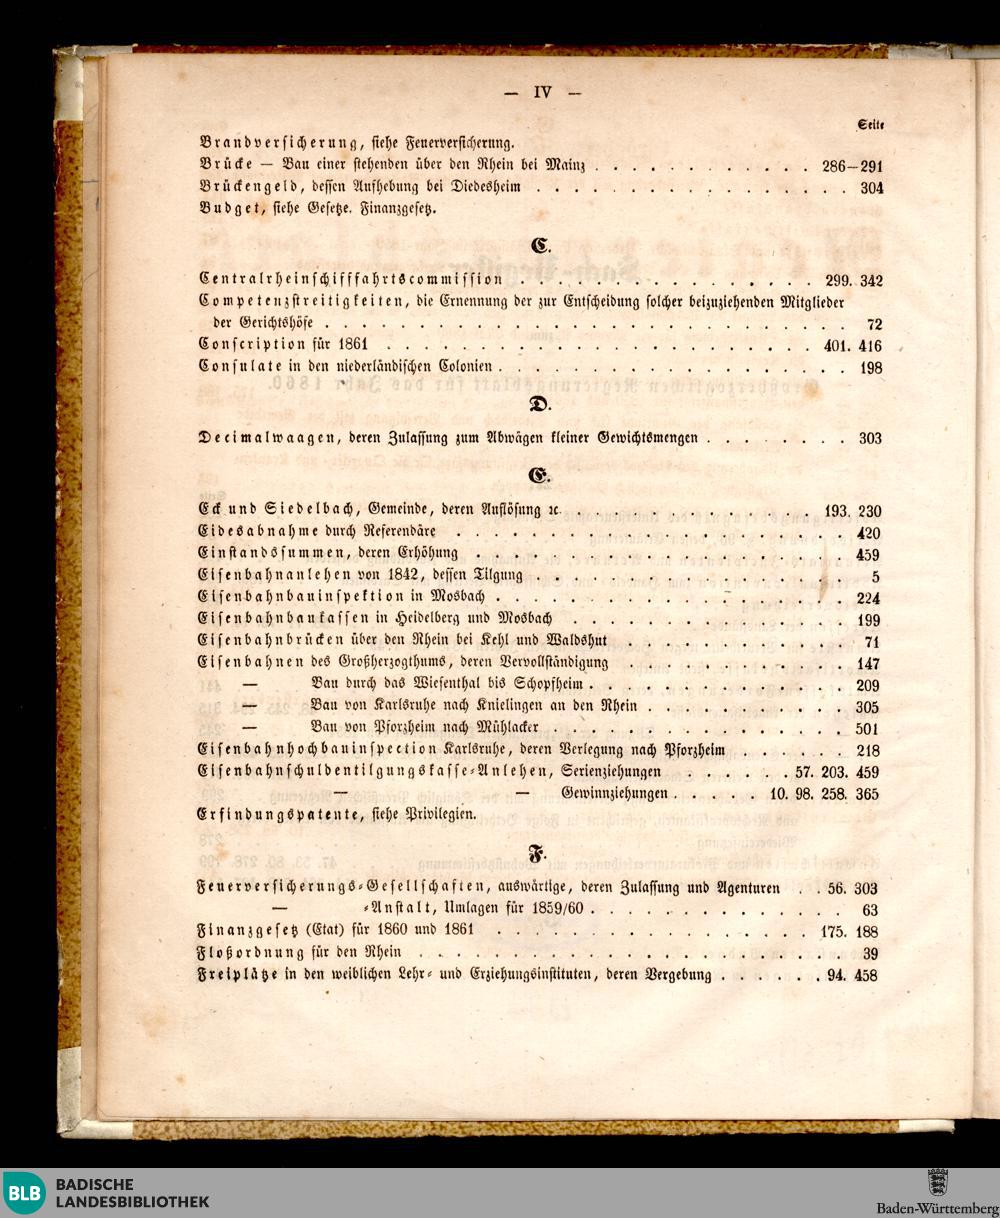 — IV —
Seite
Brandversicherung, siehe Feuerversicherung.
Brücke — Bau einer stehenden über den Rhein bei Mainz . . . . . . . . . . . . 286—291
Brückengeld, dessen Aufhebung bei Diedesheim . . . . . . . . . . . . . . . . 304
Budget, siehe Gesetze. Finanzgesetz.
C.
Centralrheinschifffahrtscommission . . . . . . . . . . . . . . . . 299. 342
Competenzstreitigkeiten, die Ernennung der zur Entscheidung solcher beizuziehenden Mitglieder
der Gerichtshöfe . . . . . . . . . . . . . . . . . . . . . . . . . . . . 72
Conscription für 1861 . . . . . . . . . . . . . . . . . . . . . . . 401. 416
Consulate in den niederländischen Colonien . . . . . . . . . . . . . . . . . . . 198
D.
Decimalwaagen, deren Zulassung zum Abwägen kleiner Gewichtsmengen . . . . . . . . 303
E.
Eck und Siedelbach, Gemeinde, deren Auflösung ꝛc. . . . . . . . . . . . . . . 193. 230
Eidesabnahme durch Referendäre . . . . . . . . . . . . . . . . . . . . . 420
Einstandssummen, deren Erhöhung . . . . . . . . . . . . . . . . . . . . 459
Eisenbahnanlehen von 1842, dessen Tilgung . . . . . . . . . . . . . . . . . 5
Eisenbahnbauinspektion in Mosbach . . . . . . . . . . . . . . . . . . . 224
Eisenbahnbaukassen in Heidelberg und Mosbach . . . . . . . . . . . . . . . 199
Eisenbahnbrücken über den Rhein bei Kehl und Waldshut . . . . . . . . . . . . 71
Eisenbahnen des Großherzogthums, deren Vervollständigung . . . . . . . . . . . . 147
— Bau durch das Wiesenthal bis Schopfheim . . . . . . . . . . . . . . 209
— Bau von Karlsruhe nach Knielingen an den Rhein . . . . . . . . . . . 305
— Bau von Pforzheim nach Mühlacker . . . . . . . . . . . . . . . . 501
Eisenbahnhochbauinspection Karlsruhe, deren Verlegung nach Pforzheim . . . . . . 218
Eisenbahnschuldentilgungskasse-Anlehen, Serienziehungen . . . . . . 57. 203. 459
— — Gewinnziehungen . . . . . 10. 98. 258. 365
Erfindungspatente, siehe Privilegien.
F.
Feuerversicherungs-Gesellschaften, auswärtige, deren Zulassung und Agenturen . . 56. 303
— -Anstalt, Umlagen für 1859/60 . . . . . . . . . . . . . . 63
Finanzgesetz (Etat) für 1860 und 1861 . . . . . . . . . . . . . . . . . 175. 188
Floßordnung für den Rhein . . . . . . . . . . . . . . . . . . . . . . . 39
Freiplätze in den weiblichen Lehr- und Erziehungsinstituten, deren Vergebung . . . . . . 94. 458
BLB BADISCHE
LANDESBIBLIOTHEK
Baden-Württemberg